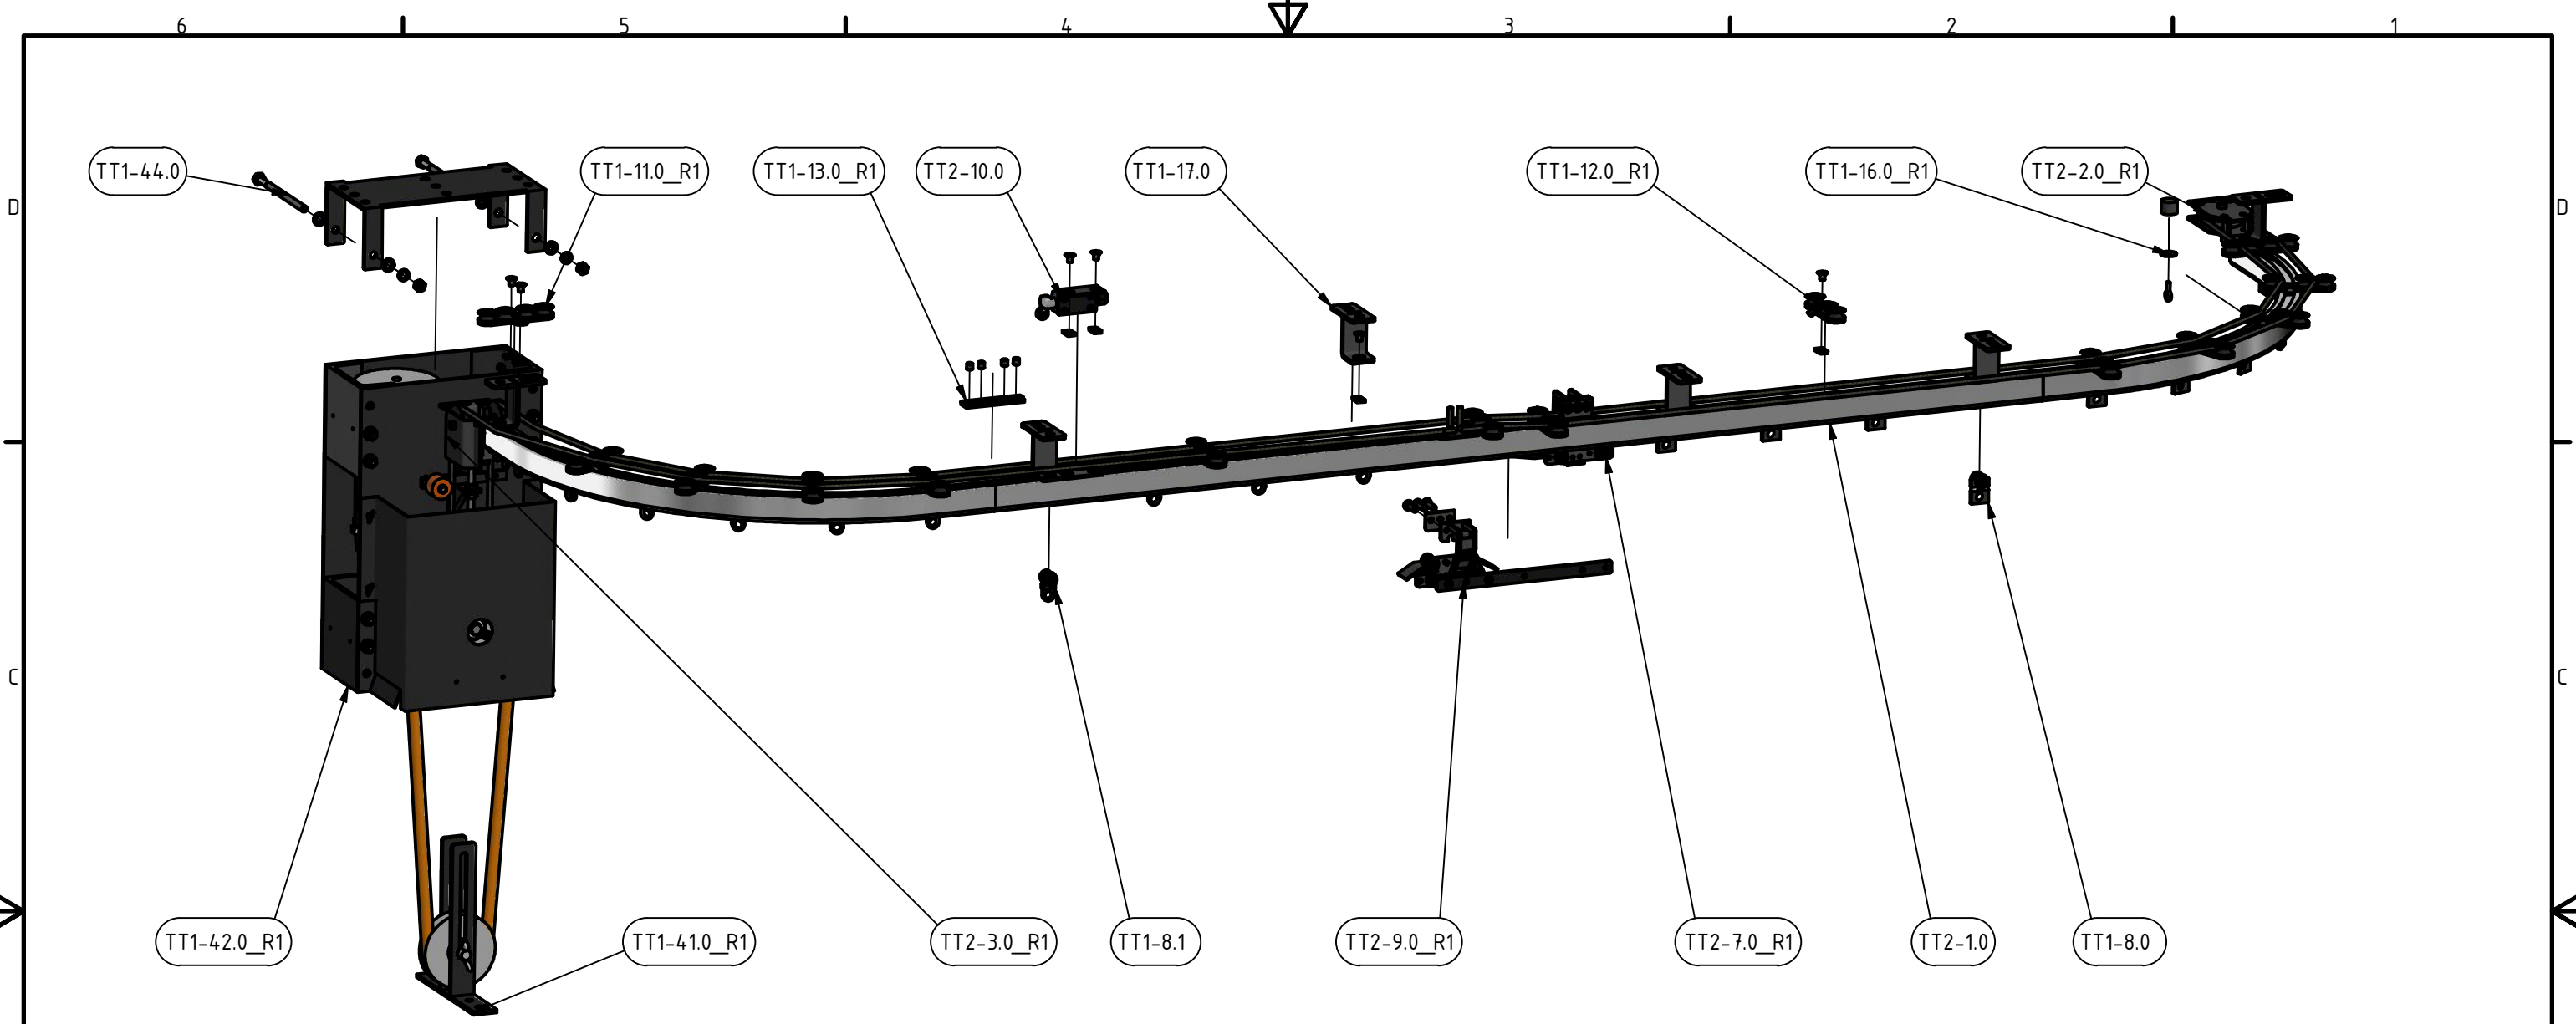 6 5 4 3 2 1
TT1-44.0 TT1-11.0_R1 TT1-13.0_R1 TT2-10.0 TT1-17.0 TT1-12.0_R1 TT1-16.0_R1 TT2-2.0_R1
D D
C C
TT1-42.0_R1 TT1-41.0_R1 TT2-3.0_R1 TT1-8.1 TT2-9.0_R1 TT2-7.0_R1 TT2-1.0 TT1-8.0